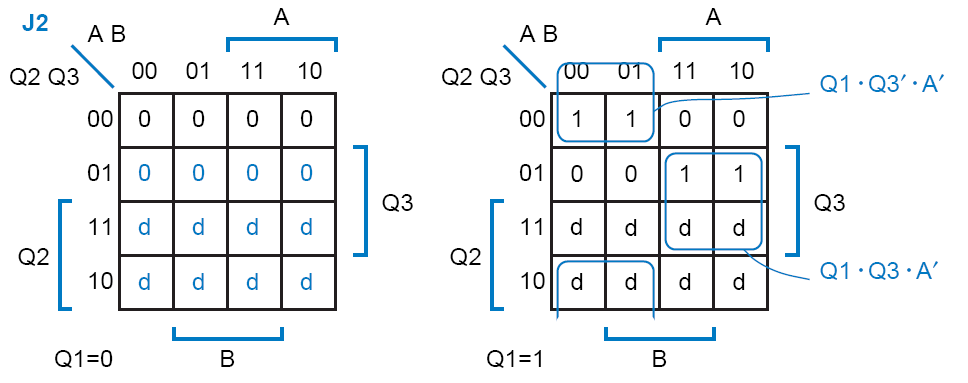 J2
A B
A
Q2 Q3
00 01 11 10
00 0 0 0 0
01 0 0 0 0
11 d d d d
10 d d d d
Q3
Q2
Q1=0
B
A B
A
Q2 Q3
00 01 11 10
Q1 · Q3′ · A′
00 1 1 0 0
01 0 0 1 1
11 d d d d
10 d d d d
Q3
Q2
Q1 · Q3 · A′
Q1=1
B